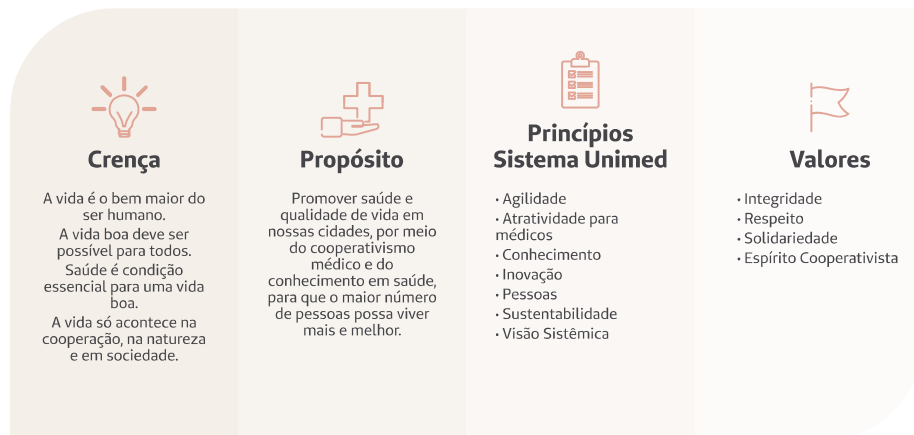 Crença
A vida é o bem maior do
ser humano.
A vida boa deve ser
possível para todos.
Saúde é condição
essencial para uma vida
boa.
A vida só acontece na
cooperação, na natureza
e em sociedade.
Propósito
Promover saúde e
qualidade de vida em
nossas cidades, por meio
do cooperativismo
médico e do
conhecimento em saúde,
para que o maior número
de pessoas possa viver
mais e melhor.
Princípios
Sistema Unimed
• Agilidade
• Atratividade para
médicos
• Conhecimento
• Inovação
• Pessoas
• Sustentabilidade
• Visão Sistêmica
Valores
• Integridade
• Respeito
• Solidariedade
• Espírito Cooperativista